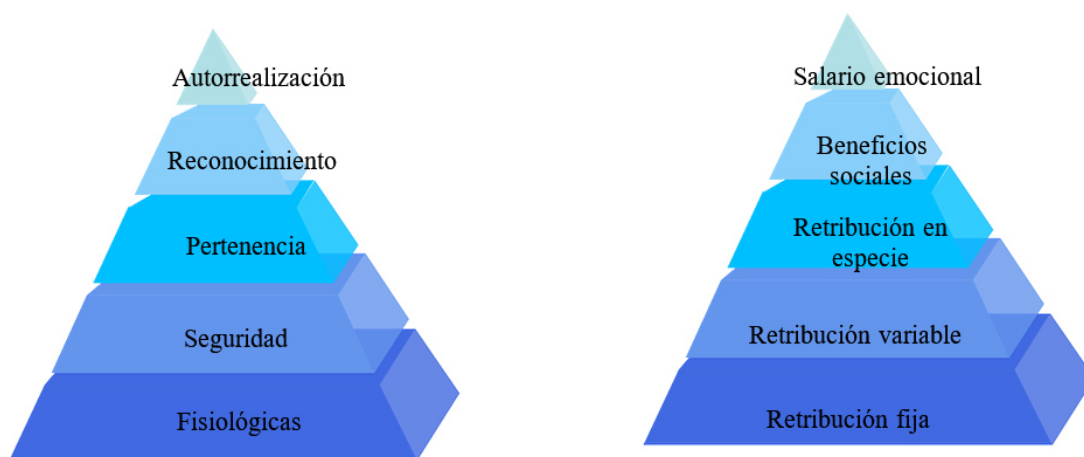 Autorrealización
Reconocimiento
Pertenencia
Seguridad
Fisiológicas
Salario emocional
Beneficios
sociales
Retribución en
especie
Retribución variable
Retribución fija